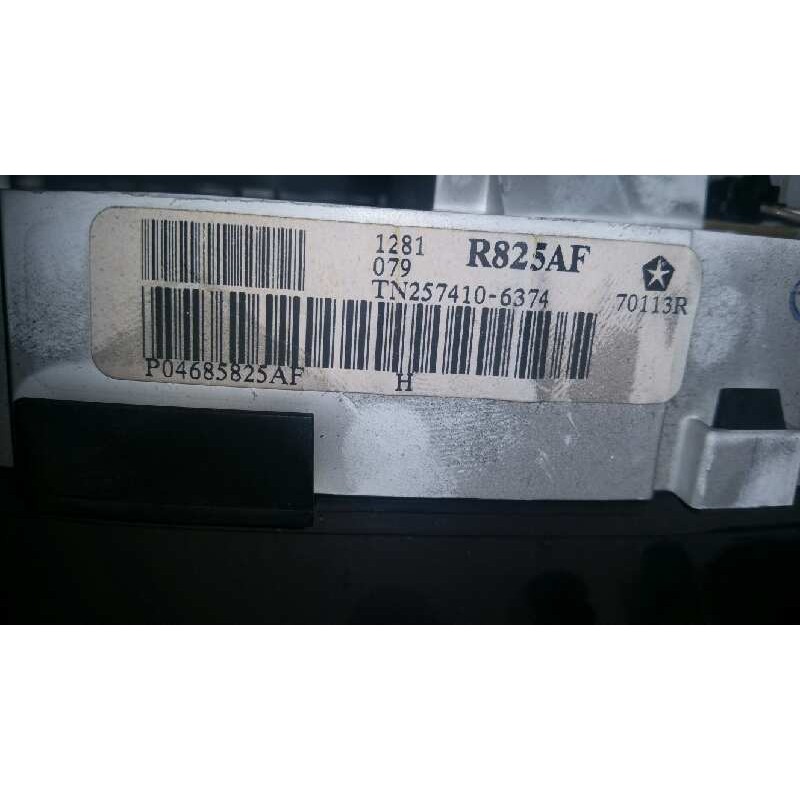 1281 R825AF
079
TN257410-6374 70113R
P04685825AF H